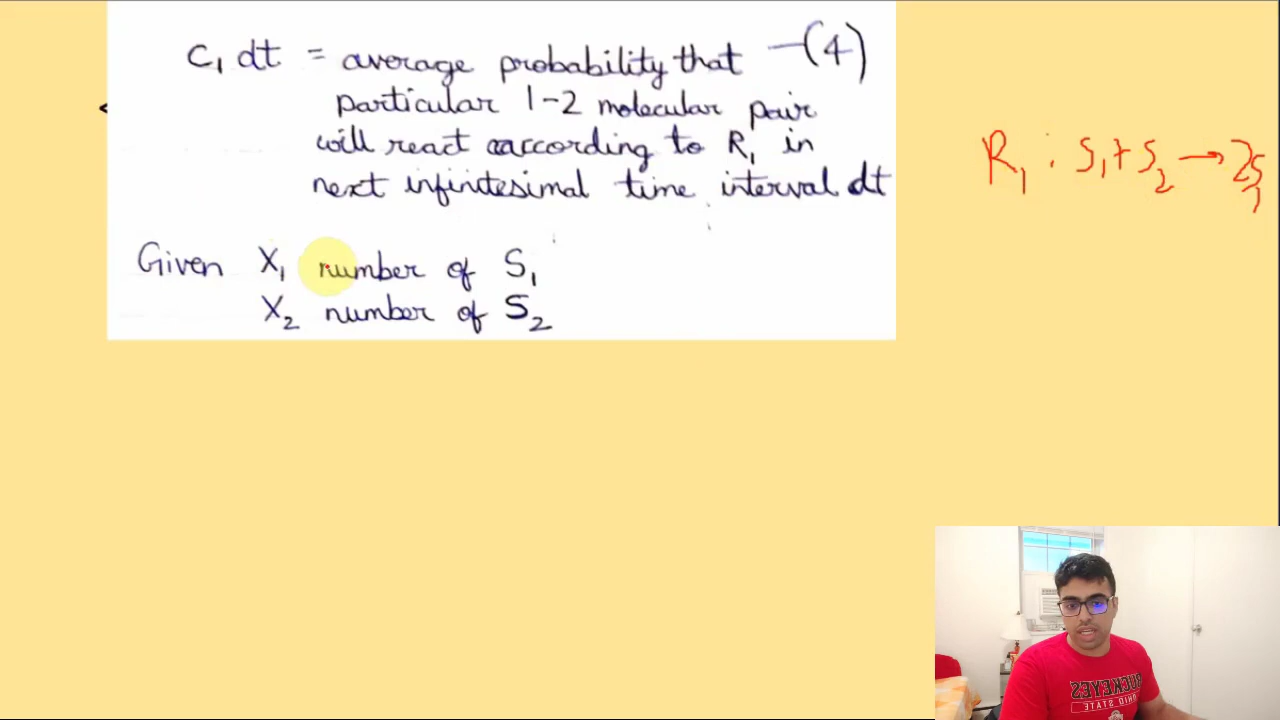 c₁ dt = average probability that —(4)
particular 1-2 molecular pair
will react according to R₁ in
next infinitesimal time interval dt
R₁ : S₁ + S₂ → 2S₁
Given X₁ number of S₁
X₂ number of S₂
BUCKEYES
OHIO STATE